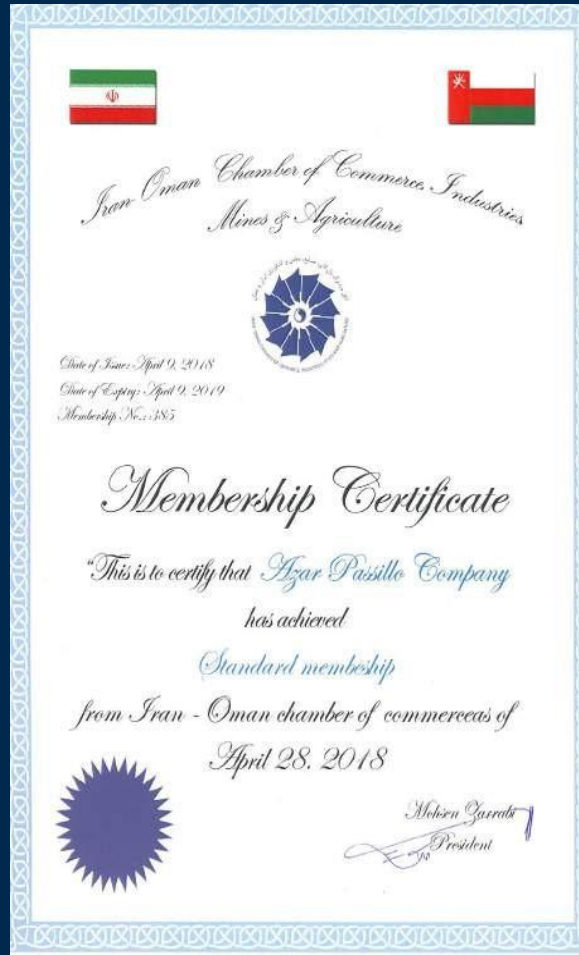 Iran-Oman Chamber of Commerce, Industries
Mines & Agriculture
Date of Issue: April 9, 2018
Date of Expiry: April 9, 2019
Membership No.: 385
Membership Certificate
"This is to certify that Azar Passillo Company
has achieved
Standard membeship
from Iran - Oman chamber of commerceas of
April 28, 2018
Mohsen Zarrabi
President